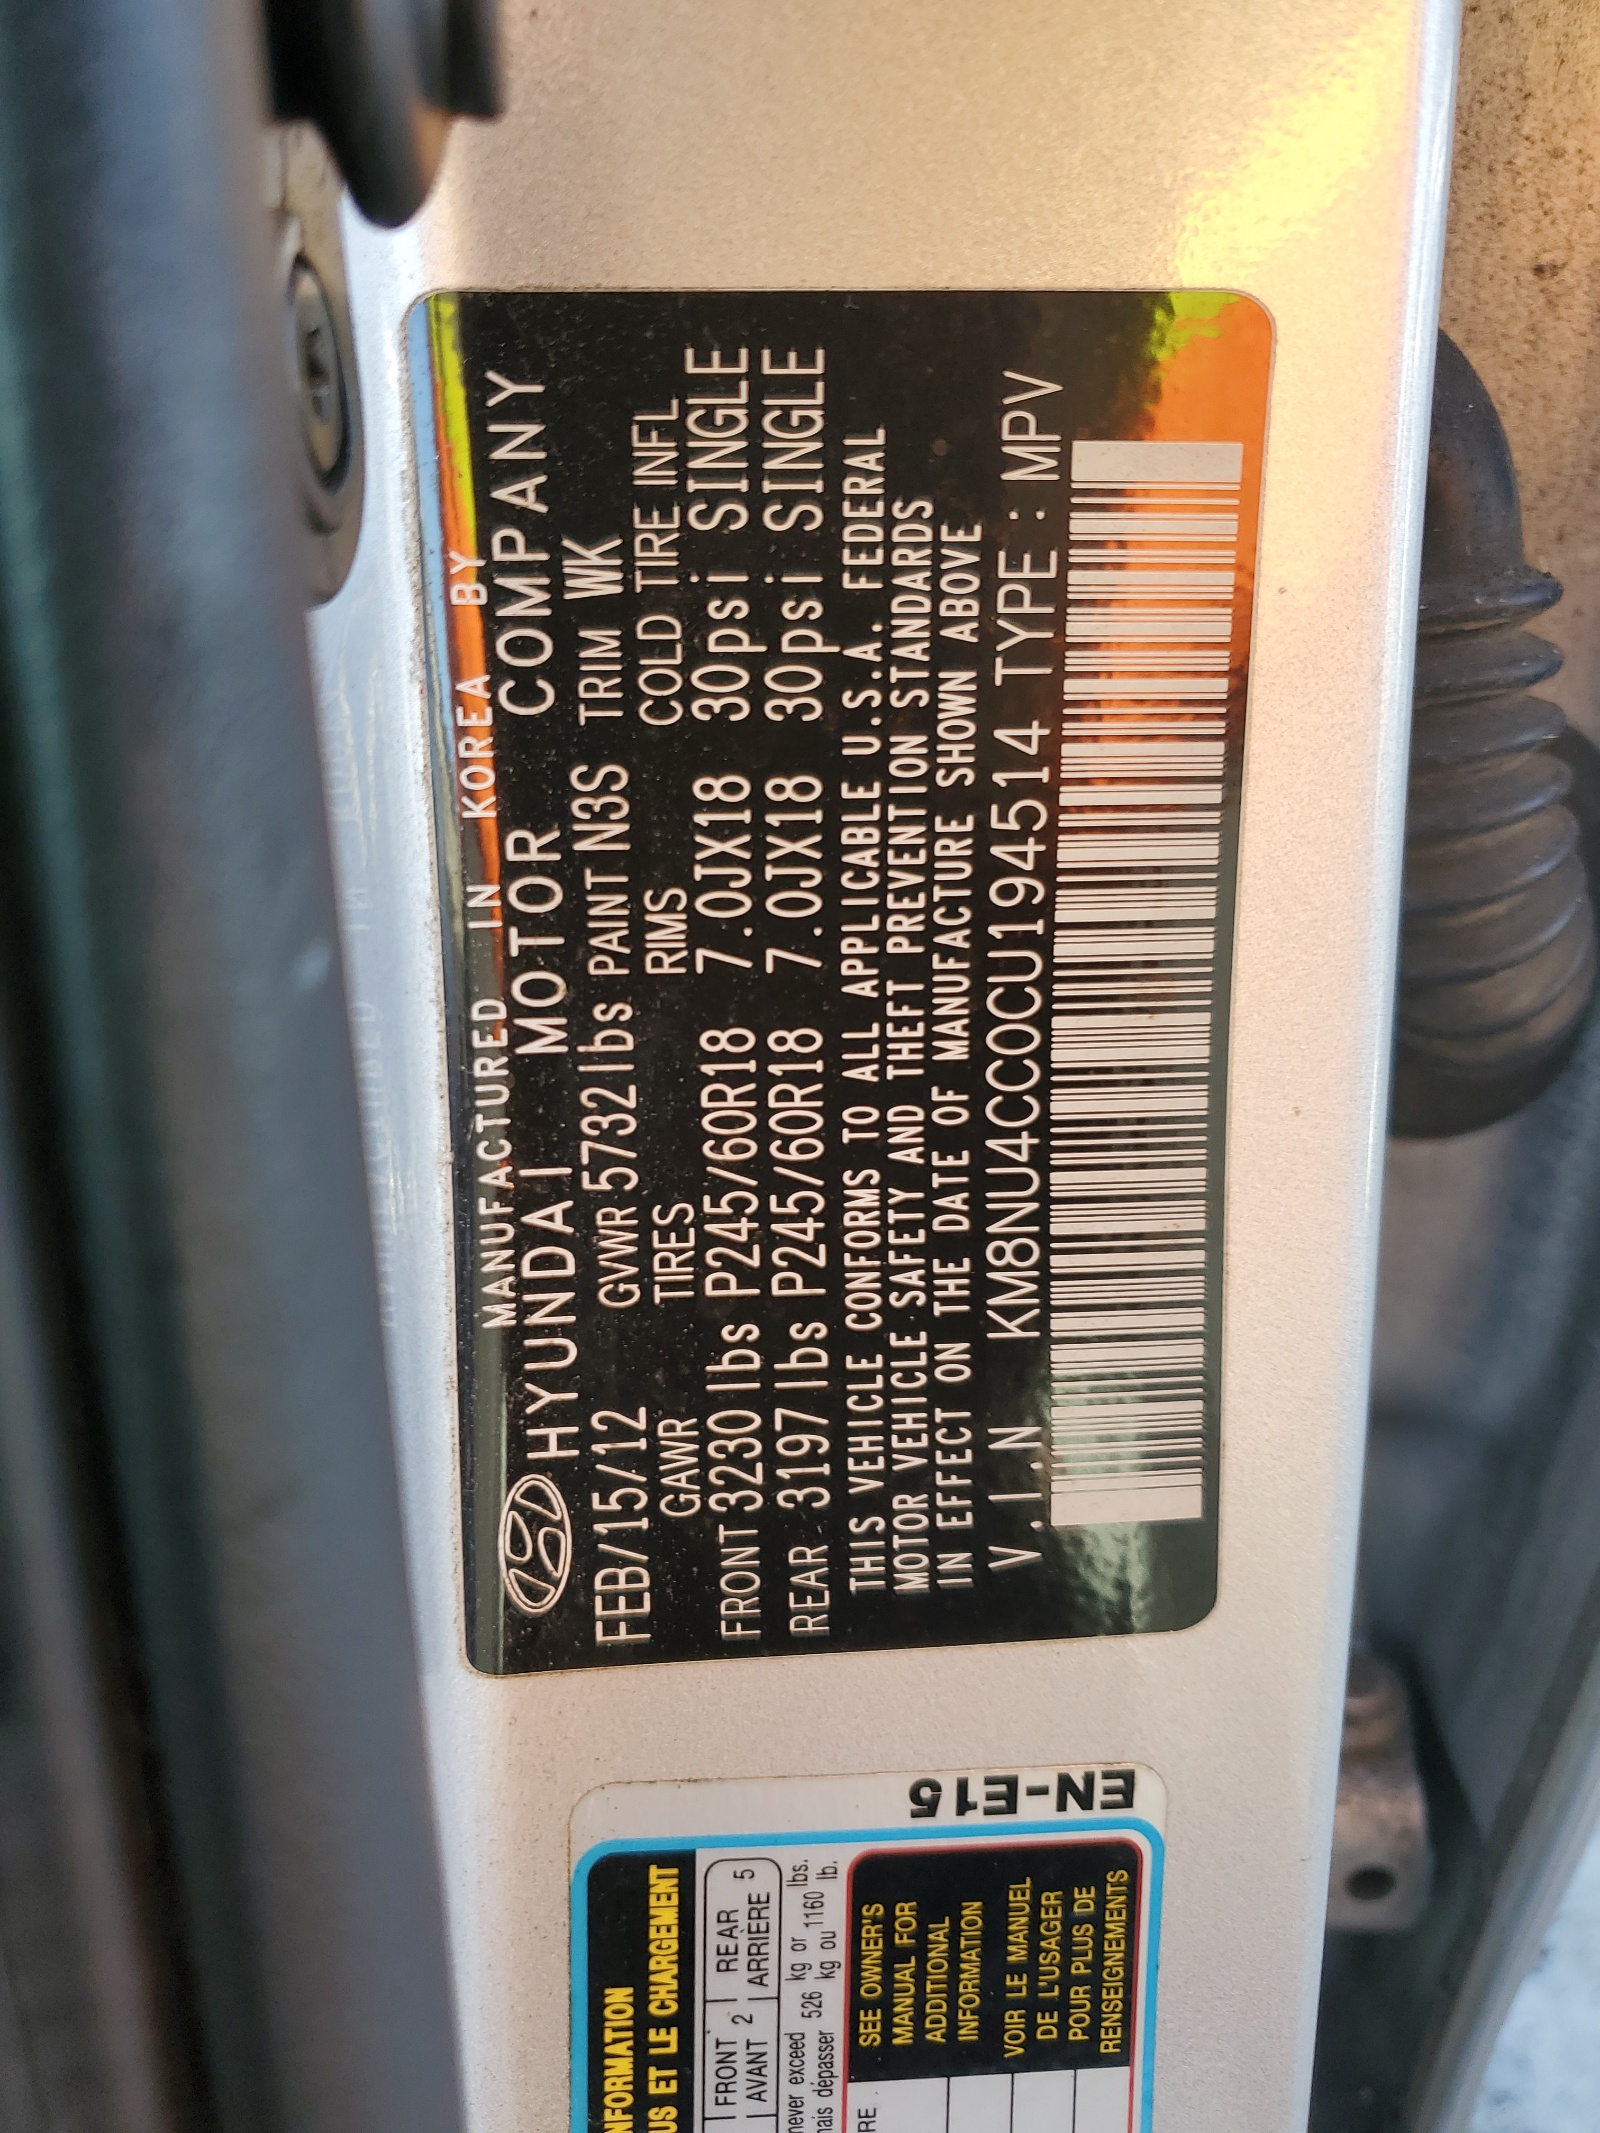 MANUFACTURED IN KOREA BY
HYUNDAI MOTOR COMPANY
FEB/15/12 GVWR 5732lbs PAINT N3S TRIM WK
GAWR TIRES RIMS COLD TIRE INFL
FRONT 3230 lbs P245/60R18 7.0JX18 30psi SINGLE
REAR 3197 lbs P245/60R18 7.0JX18 30psi SINGLE
THIS VEHICLE CONFORMS TO ALL APPLICABLE U.S.A. FEDERAL
MOTOR VEHICLE SAFETY AND THEFT PREVENTION STANDARDS
IN EFFECT ON THE DATE OF MANUFACTURE SHOWN ABOVE
V.I.N KM8NU4CC0CU194514 TYPE : MPV
EN-E15
NFORMATION
US ET LE CHARGEMENT
FRONT 2 REAR 5
AVANT ARRIÈRE
never exceed 526 kg or 1160 lbs.
mais dépasser kg ou lb.
RE
SEE OWNER'S
MANUAL FOR
ADDITIONAL
INFORMATION
VOIR LE MANUEL
DE L'USAGER
POUR PLUS DE
RENSEIGNEMENTS